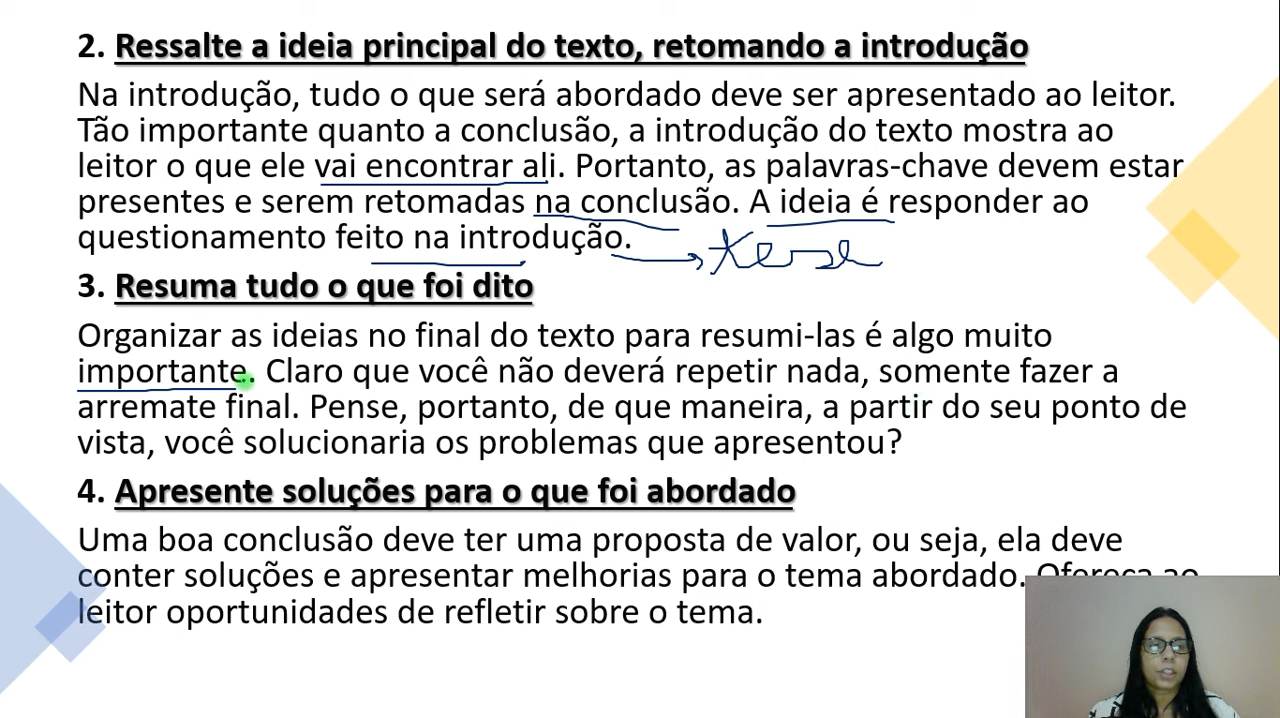 2. Ressalte a ideia principal do texto, retomando a introdução
Na introdução, tudo o que será abordado deve ser apresentado ao leitor.
Tão importante quanto a conclusão, a introdução do texto mostra ao
leitor o que ele vai encontrar ali. Portanto, as palavras-chave devem estar
presentes e serem retomadas na conclusão. A ideia é responder ao
questionamento feito na introdução.
3. Resuma tudo o que foi dito
Organizar as ideias no final do texto para resumi-las é algo muito
importante. Claro que você não deverá repetir nada, somente fazer a
arremate final. Pense, portanto, de que maneira, a partir do seu ponto de
vista, você solucionaria os problemas que apresentou?
4. Apresente soluções para o que foi abordado
Uma boa conclusão deve ter uma proposta de valor, ou seja, ela deve
conter soluções e apresentar melhorias para o tema abordado. Ofereça ao
leitor oportunidades de refletir sobre o tema.